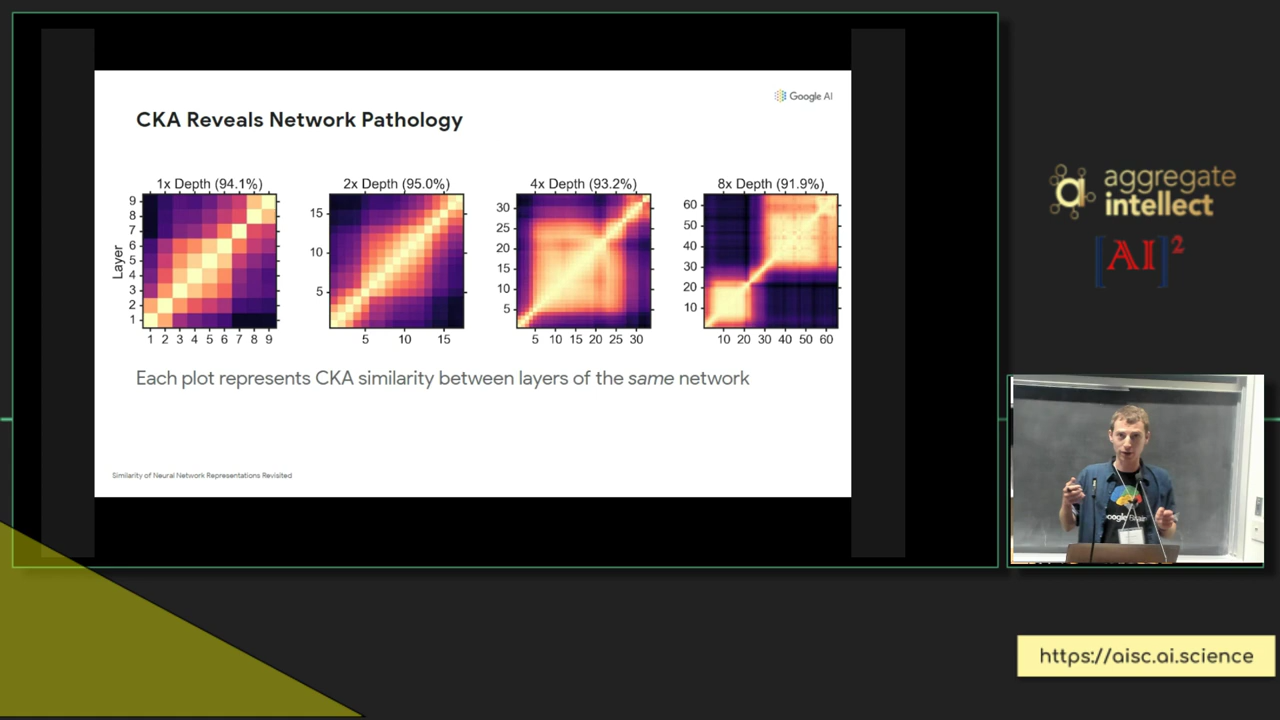 Google AI
CKA Reveals Network Pathology
1x Depth (94.1%)
2x Depth (95.0%)
4x Depth (93.2%)
8x Depth (91.9%)
Layer
9
8
7
6
5
4
3
2
1
1 2 3 4 5 6 7 8 9
15
10
5
5 10 15
30
25
20
15
10
5
5 10 15 20 25 30
60
50
40
30
20
10
10 20 30 40 50 60
Each plot represents CKA similarity between layers of the same network
Similarity of Neural Network Representations Revisited
aggregate
intellect
[AI]²
https://aisc.ai.science